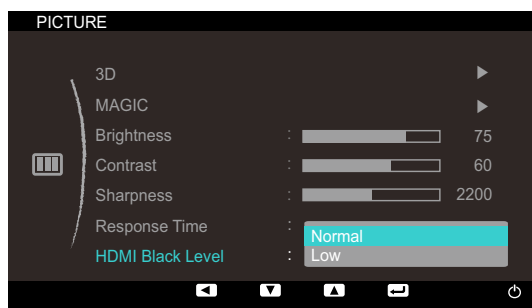 PICTURE
3D
MAGIC
Brightness : 75
Contrast : 60
Sharpness : 2200
Response Time :
Normal
HDMI Black Level : Low